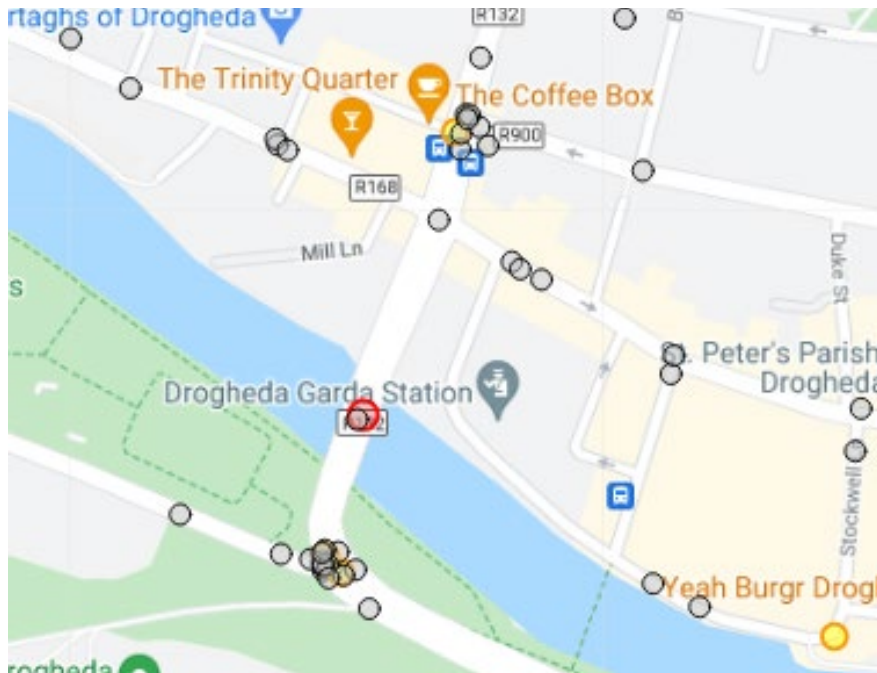 rtaghs of Drogheda
R132
The Trinity Quarter
The Coffee Box
R900
R168
Mill Ln
Duke St
s
St. Peter's Parish
Drogheda
Drogheda Garda Station
Stockwell
Yeah Burgr Drogh
rogheda